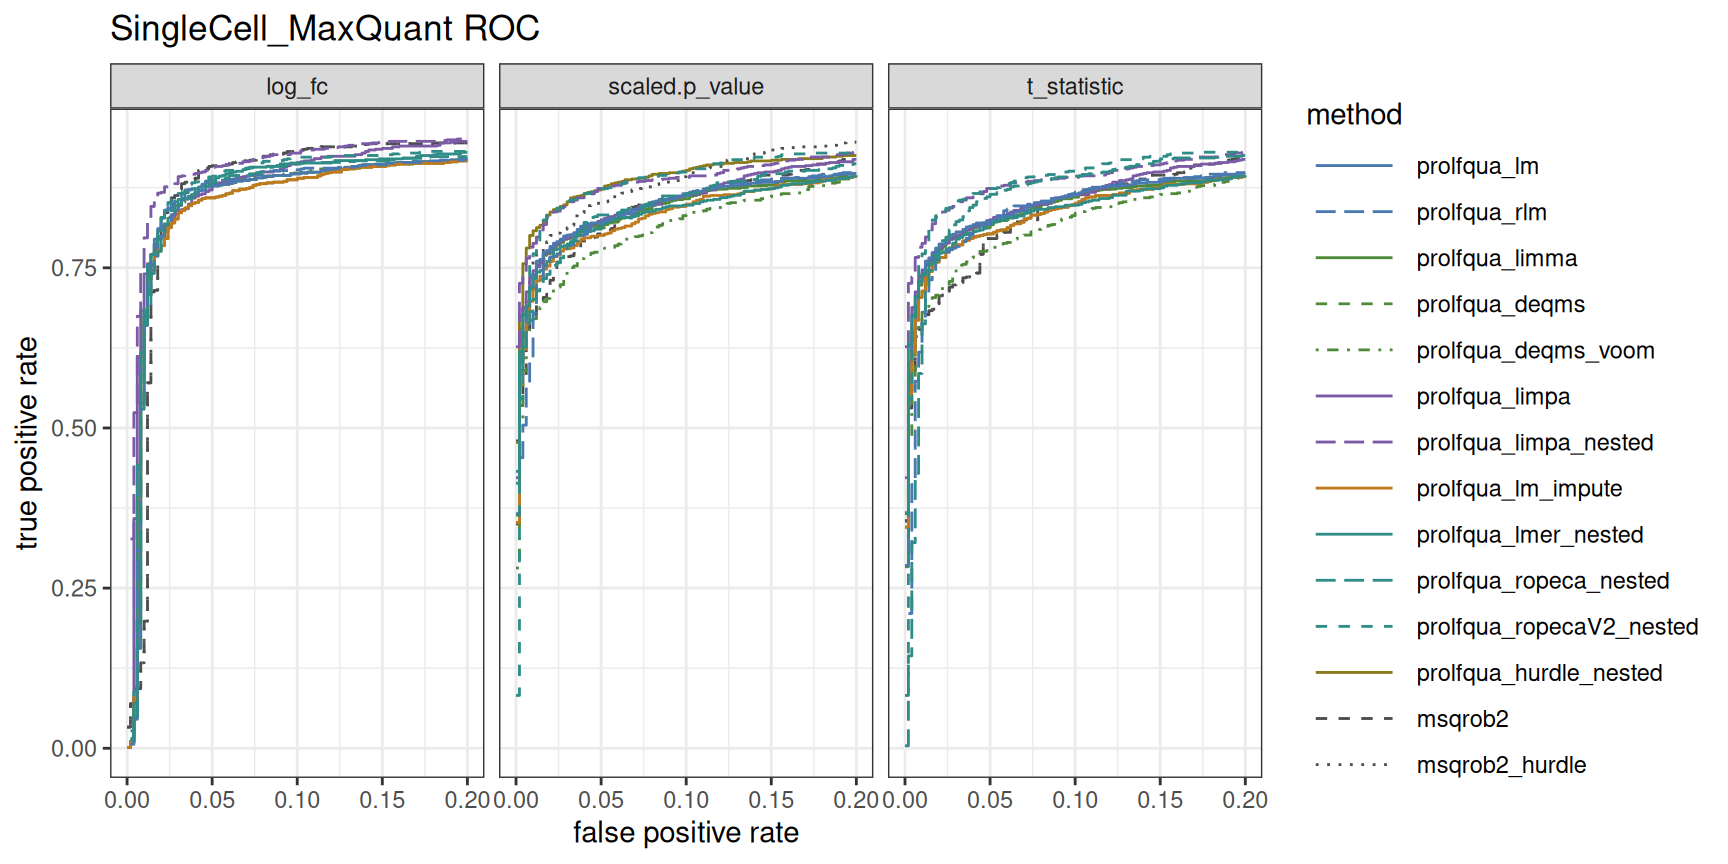 SingleCell_MaxQuant ROC
log_fc
scaled.p_value
t_statistic
true positive rate
0.75
0.50
0.25
0.00
0.00 0.05 0.10 0.15 0.20
0.00 0.05 0.10 0.15 0.20
0.00 0.05 0.10 0.15 0.20
false positive rate
method
prolfqua_lm
prolfqua_rlm
prolfqua_limma
prolfqua_deqms
prolfqua_deqms_voom
prolfqua_limpa
prolfqua_limpa_nested
prolfqua_lm_impute
prolfqua_lmer_nested
prolfqua_ropeca_nested
prolfqua_ropecaV2_nested
prolfqua_hurdle_nested
msqrob2
msqrob2_hurdle